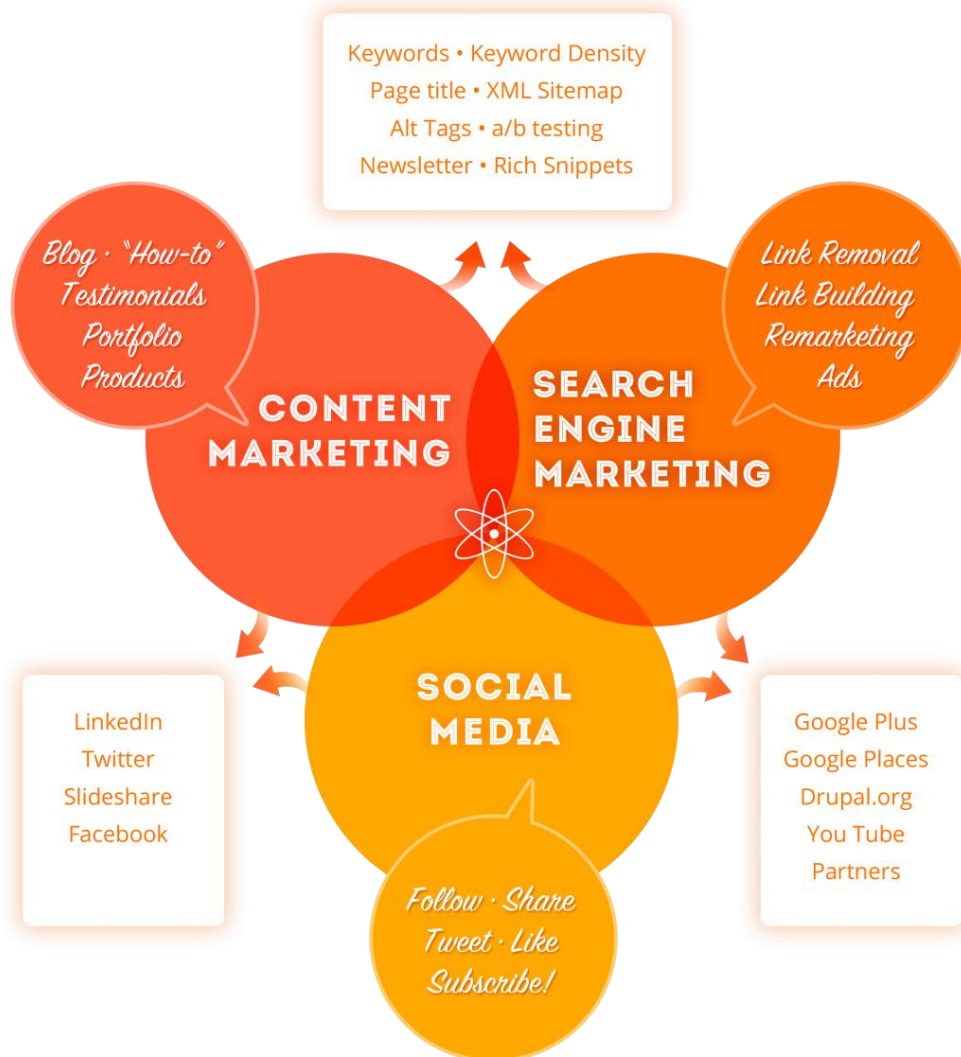 Keywords • Keyword Density
Page title • XML Sitemap
Alt Tags • a/b testing
Newsletter • Rich Snippets
Blog · "How-to"
Testimonials
Portfolio
Products
Link Removal
Link Building
Remarketing
Ads
CONTENT
MARKETING
SEARCH
ENGINE
MARKETING
SOCIAL
MEDIA
LinkedIn
Twitter
Slideshare
Facebook
Google Plus
Google Places
Drupal.org
You Tube
Partners
Follow · Share
Tweet · Like
Subscribe!